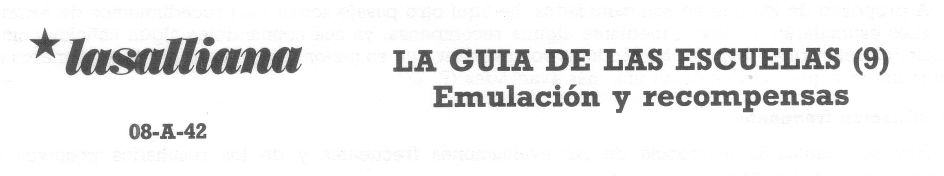 ★lasalliana
08-A-42
LA GUIA DE LAS ESCUELAS (9)
Emulación y recompensas